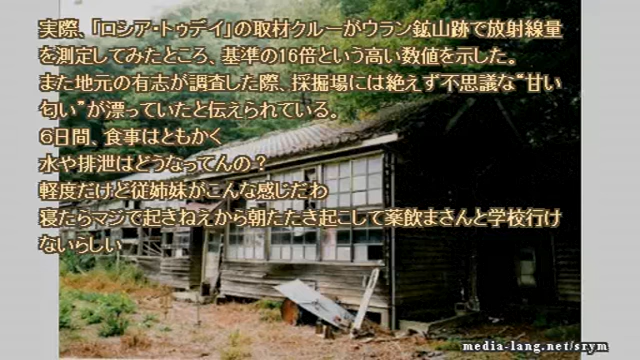 実際、「ロシア・トゥデイ」の取材クルーがウラン鉱山跡で放射線量
を測定してみたところ、基準の16倍という高い数値を示した。
また地元の有志が調査した際、採掘場には絶えず不思議な“甘い
匂い”が漂っていたと伝えられている。
６日間、食事はともかく
水や排泄はどうなってんの？
軽度だけど従姉妹がこんな感じだわ
寝たらマジで起きねえから朝たたき起こして薬飲まさんと学校行け
ないらしい
media-lang.net/srym